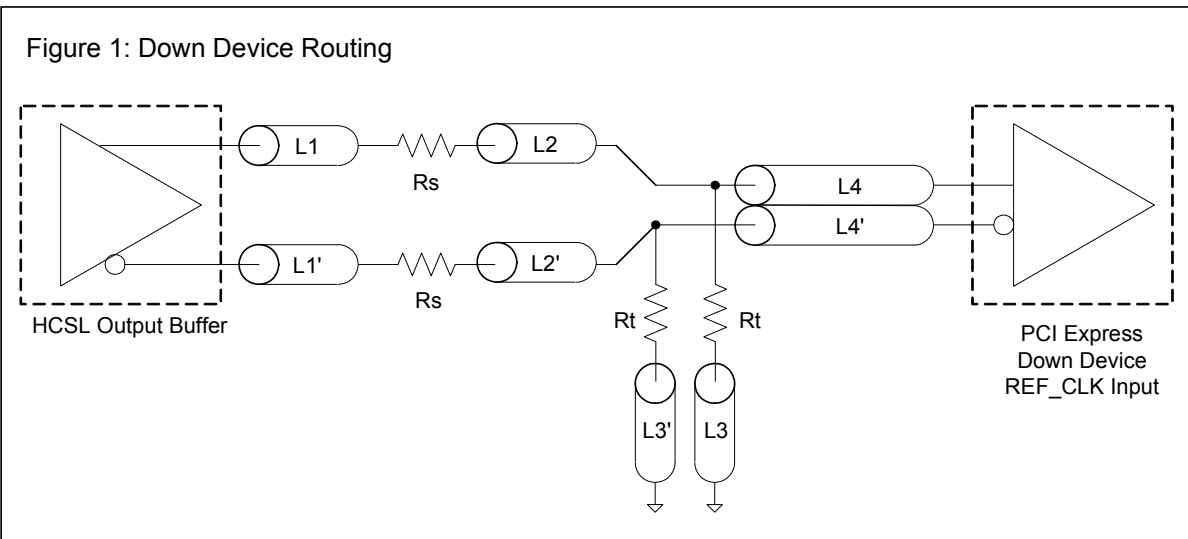 Figure 1: Down Device Routing
L1
Rs
L2
L4
L4'
L1'
Rs
L2'
HCSL Output Buffer
Rt
Rt
PCI Express
Down Device
REF_CLK Input
L3'
L3